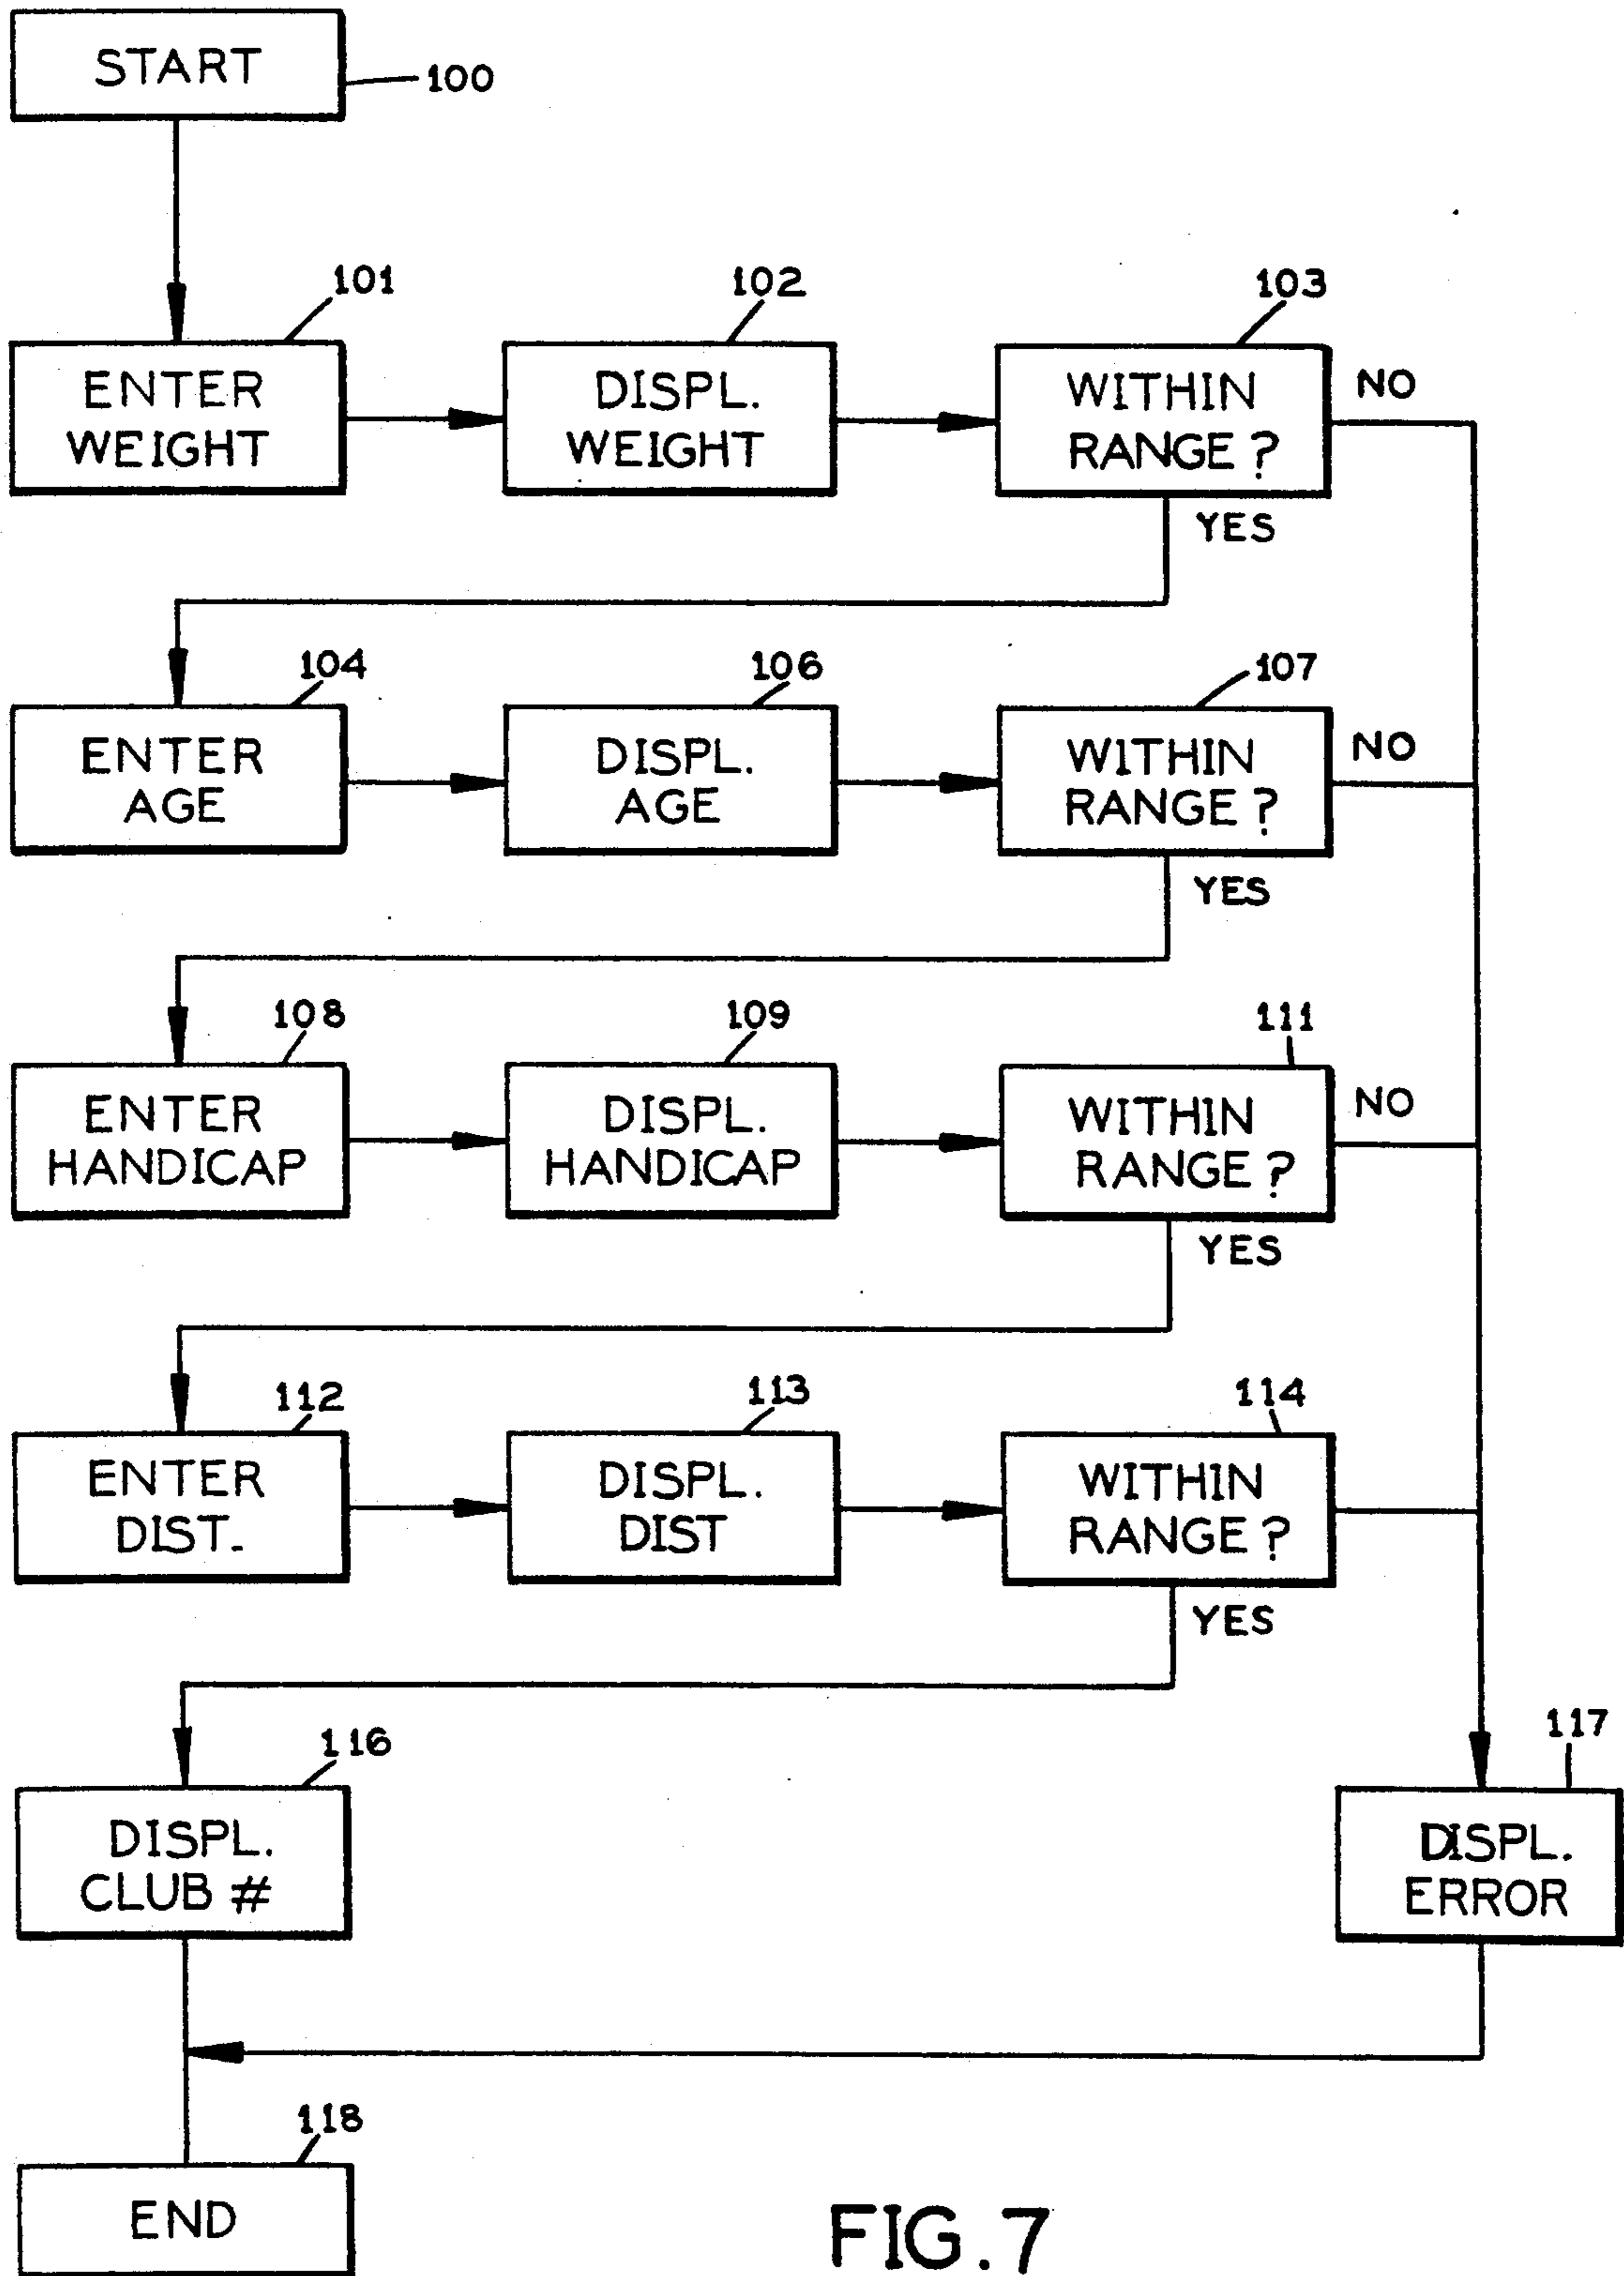 START
100
101
102
103
ENTER
WEIGHT
DISPL.
WEIGHT
WITHIN
RANGE?
NO
YES
104
106
107
ENTER
AGE
DISPL.
AGE
WITHIN
RANGE?
NO
YES
108
109
111
ENTER
HANDICAP
DISPL.
HANDICAP
WITHIN
RANGE?
NO
YES
112
113
114
ENTER
DIST.
DISPL.
DIST
WITHIN
RANGE?
YES
116
117
DISPL.
CLUB #
DISPL.
ERROR
118
END
FIG. 7